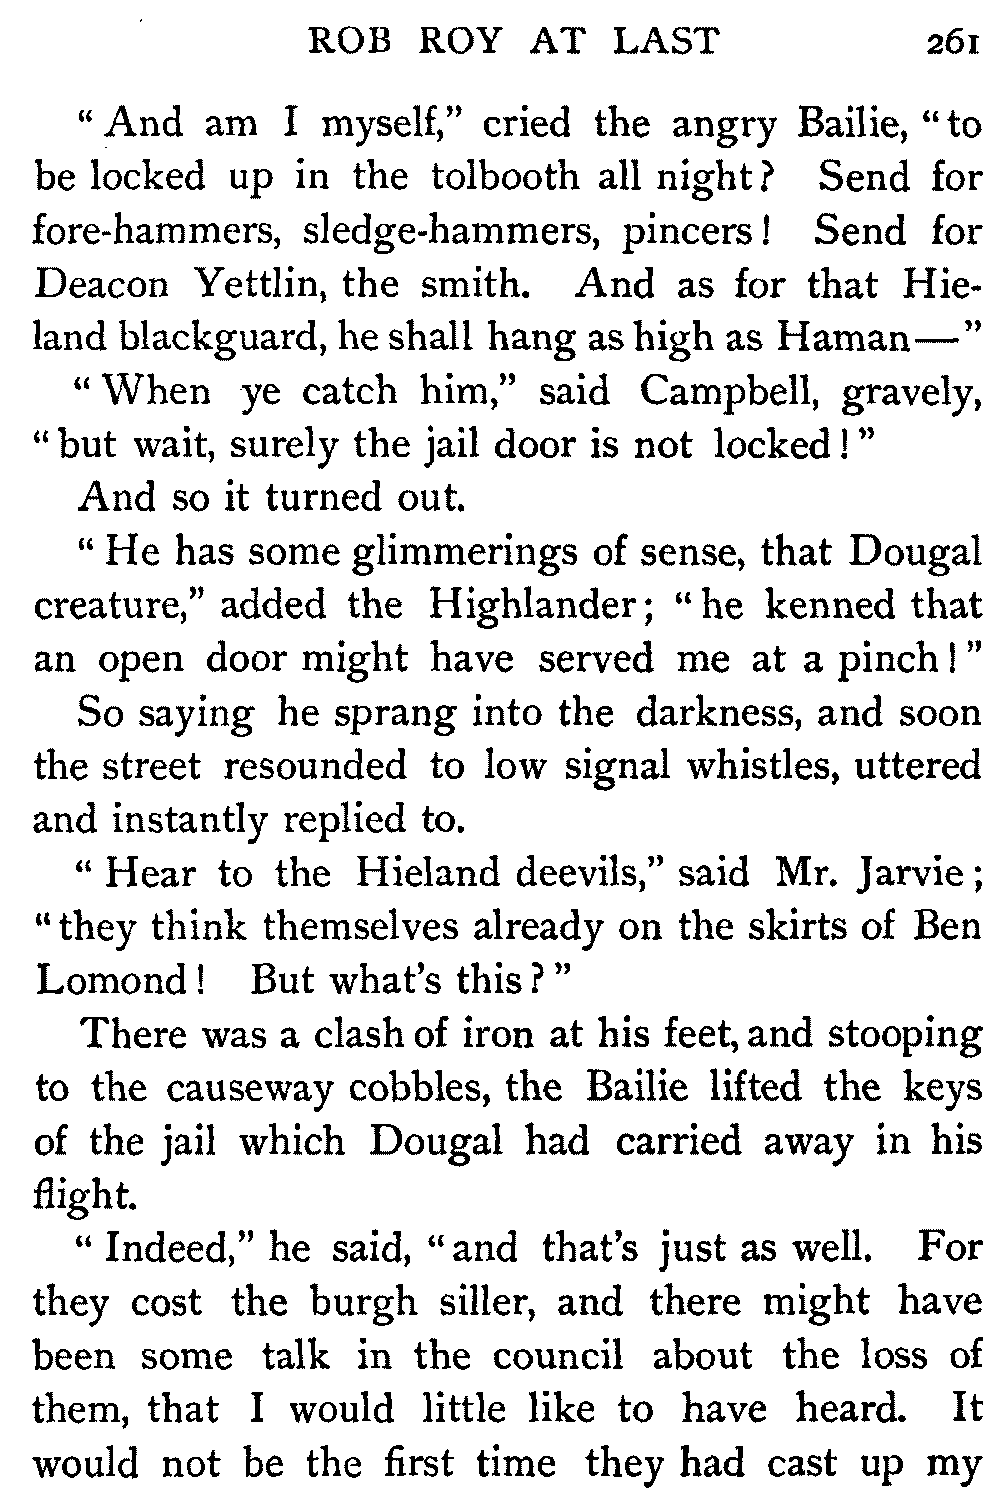 ROB ROY AT LAST 261
“And am I myself,” cried the angry Bailie, “to
be locked up in the tolbooth all night? Send for
fore-hammers, sledge-hammers, pincers! Send for
Deacon Yettlin, the smith. And as for that Hie-
land blackguard, he shall hang as high as Haman—”
“When ye catch him,” said Campbell, gravely,
“but wait, surely the jail door is not locked!”
And so it turned out.
“He has some glimmerings of sense, that Dougal
creature,” added the Highlander; “he kenned that
an open door might have served me at a pinch!”
So saying he sprang into the darkness, and soon
the street resounded to low signal whistles, uttered
and instantly replied to.
“Hear to the Hieland deevils,” said Mr. Jarvie;
“they think themselves already on the skirts of Ben
Lomond! But what's this?”
There was a clash of iron at his feet, and stooping
to the causeway cobbles, the Bailie lifted the keys
of the jail which Dougal had carried away in his
flight.
“Indeed,” he said, “and that's just as well. For
they cost the burgh siller, and there might have
been some talk in the council about the loss of
them, that I would little like to have heard. It
would not be the first time they had cast up my